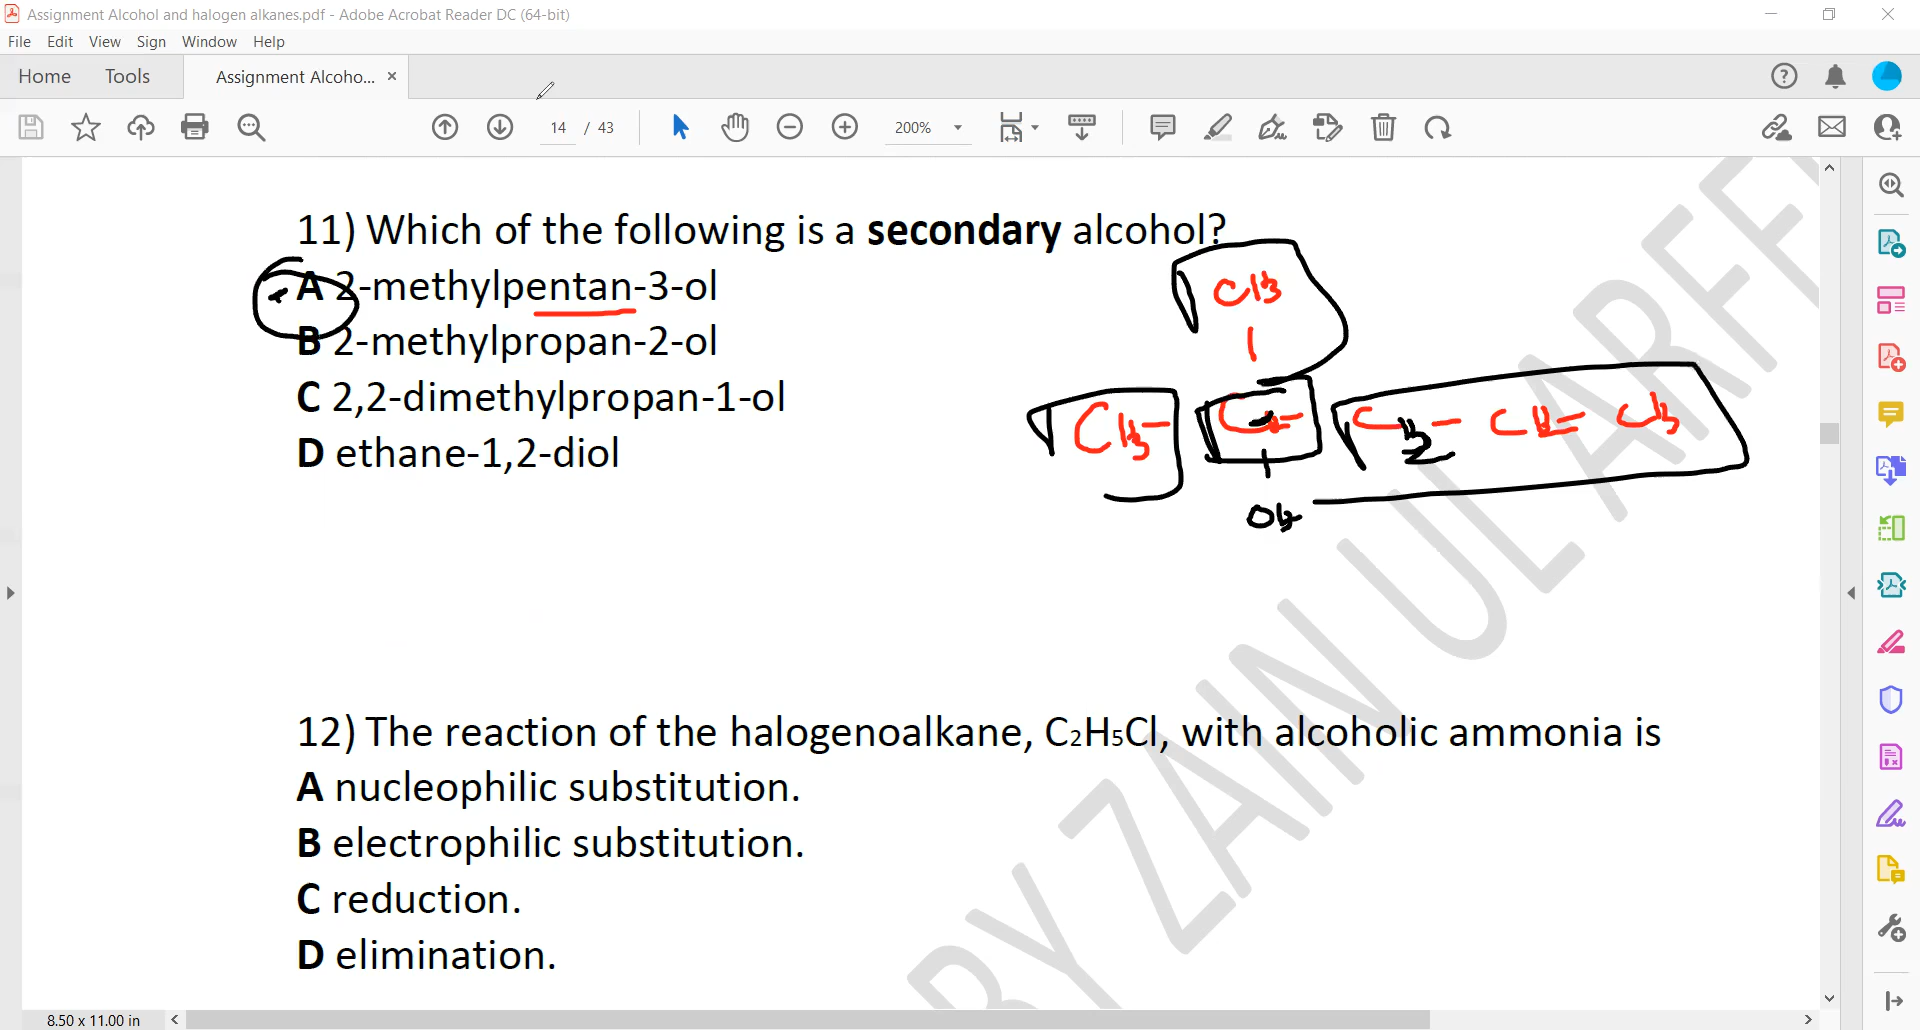 Assignment Alcohol and halogen alkanes.pdf - Adobe Acrobat Reader DC (64-bit)
File Edit View Sign Window Help
Home Tools Assignment Alcoho... ×
14 / 43 200%
11) Which of the following is a secondary alcohol?
A 2-methylpentan-3-ol
B 2-methylpropan-2-ol
C 2,2-dimethylpropan-1-ol
D ethane-1,2-diol
CH3
CH3-
CH3
OH
12) The reaction of the halogenoalkane, C₂H₅Cl, with alcoholic ammonia is
A nucleophilic substitution.
B electrophilic substitution.
C reduction.
D elimination.
BY ZAIN UL ARFE
8.50 x 11.00 in